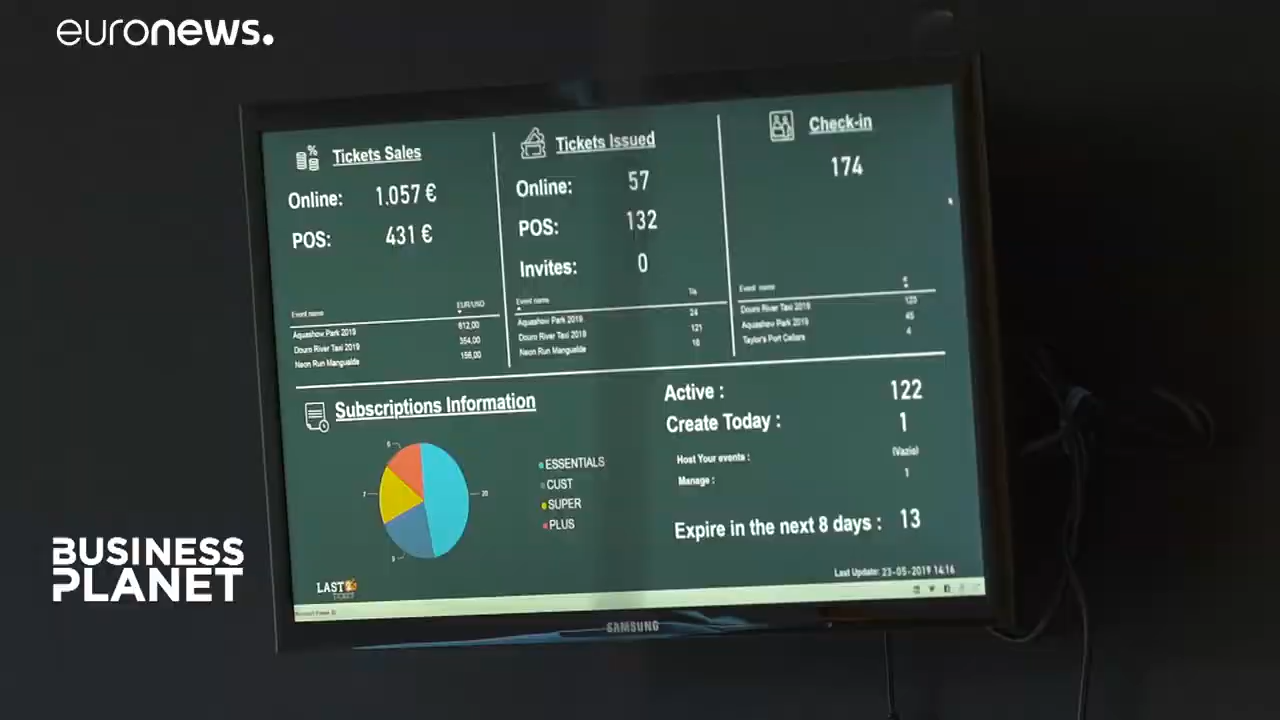 euronews.
Tickets Sales
Online: 1.057 €
POS: 431 €
Event name EUR/USD
Aquashow Park 2019 612,00
Douro River Taxi 2019 354,00
Neon Run Mangualde 156,00
Tickets Issued
Online: 57
POS: 132
Invites: 0
Event name
Aquashow Park 2019 24
Douro River Taxi 2019 121
Neon Run Mangualde
Check-in
174
Event name #
Douro River Taxi 2019
Aquashow Park 2019 45
Taylor's Port Cellars 4
Subscriptions Information
20
7
ESSENTIALS
CUST
SUPER
PLUS
Active : 122
Create Today : 1
Host Your events : (Vazio)
Manage : 1
Expire in the next 8 days : 13
Last Update: 23-05-2019 14:16
LAST2
TICKET
SAMSUNG
BUSINESS
PLANET